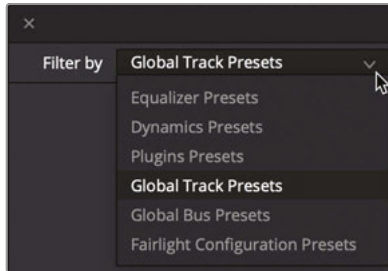 Filter by Global Track Presets
Equalizer Presets
Dynamics Presets
Plugins Presets
Global Track Presets
Global Bus Presets
Fairlight Configuration Presets